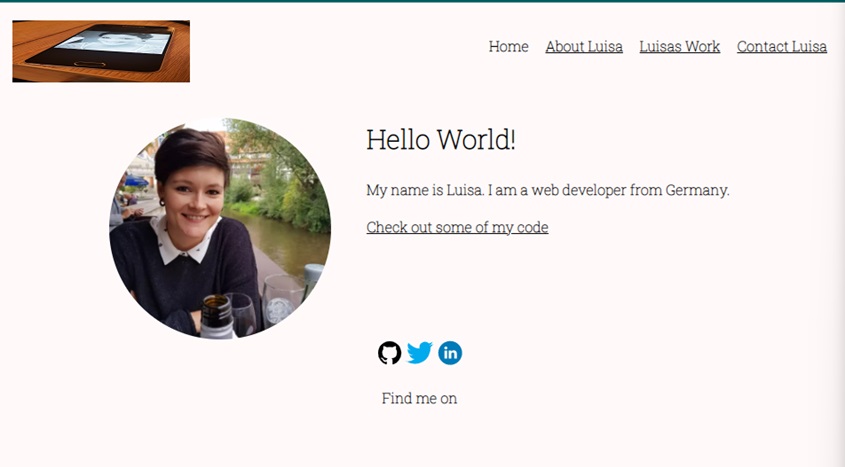 Home About Luisa Luisas Work Contact Luisa
Hello World!
My name is Luisa. I am a web developer from Germany.
Check out some of my code
in
Find me on